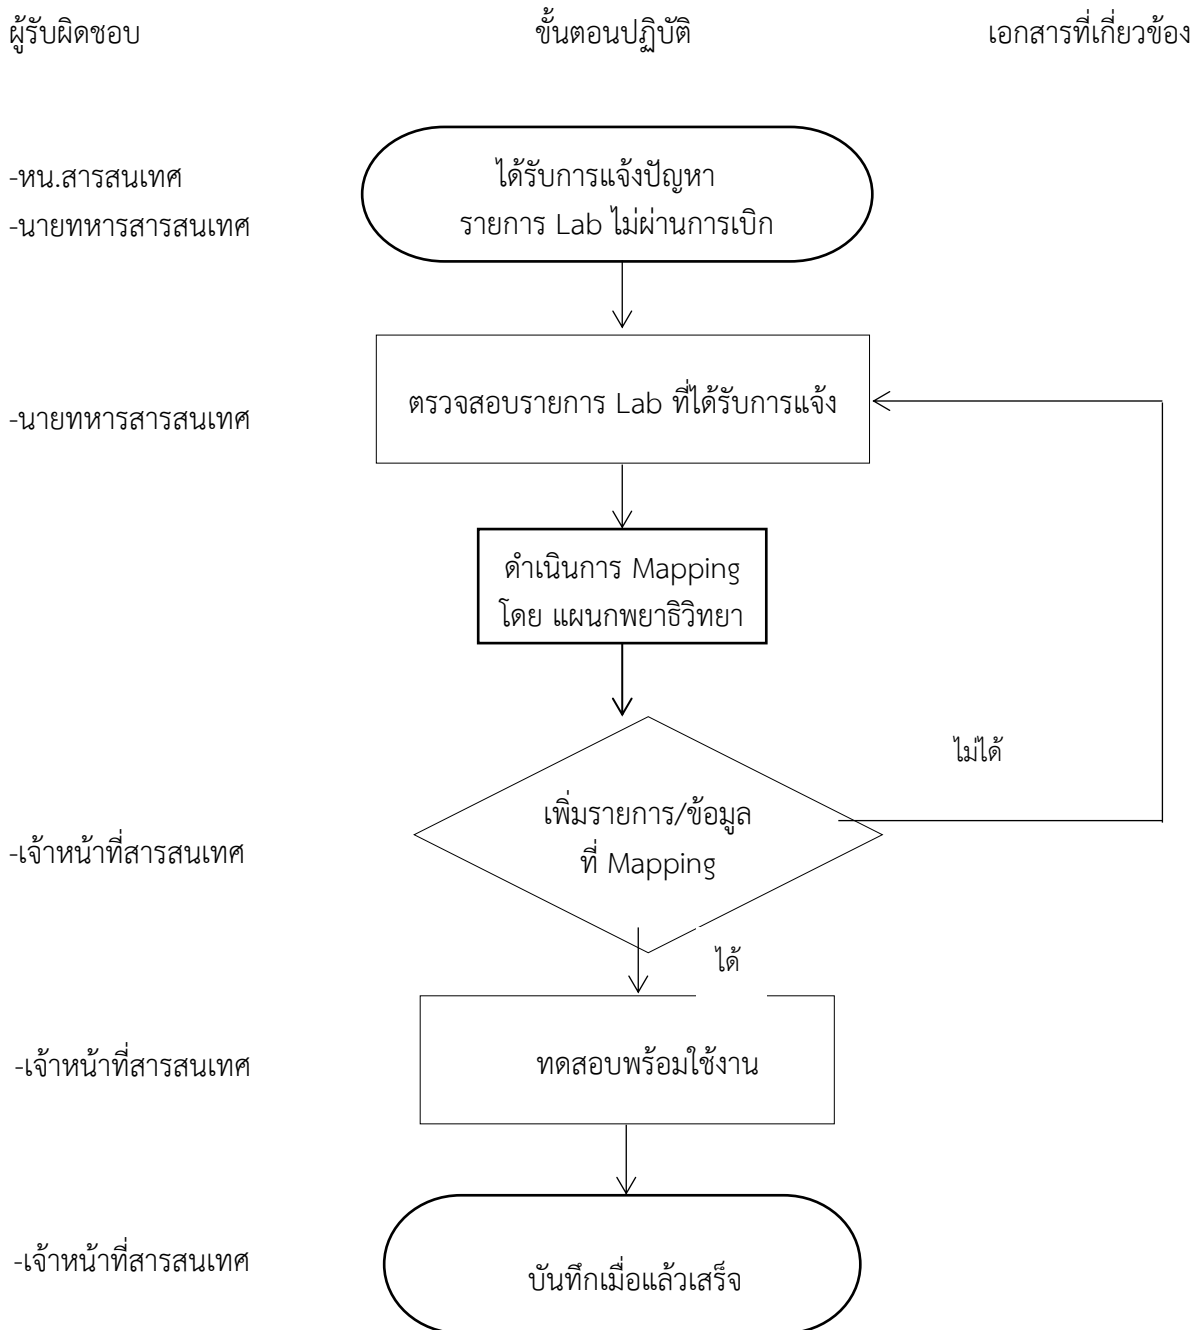 ผู้รับผิดชอบ ขั้นตอนปฏิบัติ เอกสารที่เกี่ยวข้อง
-หน.สารสนเทศ
-นายทหารสารสนเทศ
ได้รับการแจ้งปัญหา
รายการ Lab ไม่ผ่านการเบิก
-นายทหารสารสนเทศ
ตรวจสอบรายการ Lab ที่ได้รับการแจ้ง
ดำเนินการ Mapping
โดย แผนกพยาธิวิทยา
ไม่ได้
-เจ้าหน้าที่สารสนเทศ
เพิ่มรายการ/ข้อมูล
ที่ Mapping
ได้
-เจ้าหน้าที่สารสนเทศ
ทดสอบพร้อมใช้งาน
-เจ้าหน้าที่สารสนเทศ
บันทึกเมื่อแล้วเสร็จ